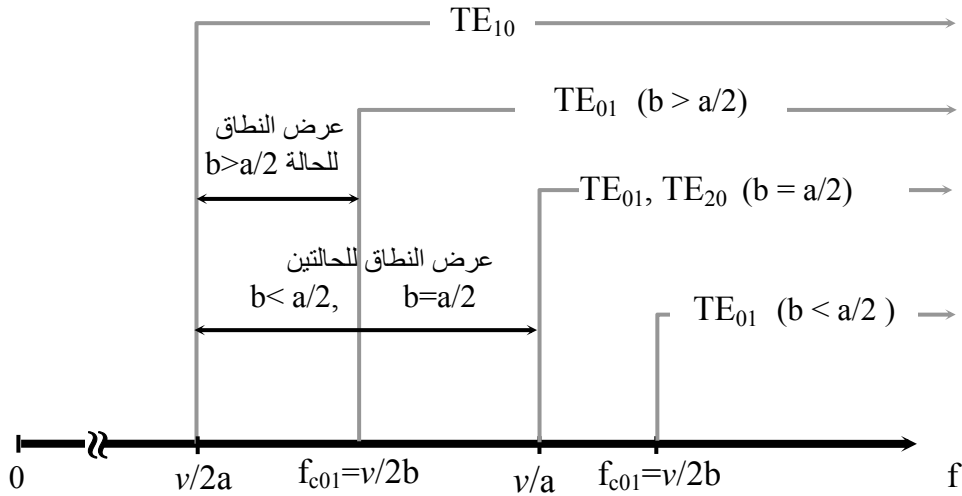 TE10
TE01 (b > a/2)
عرض النطاق
للحالة b>a/2
TE01, TE20 (b = a/2)
عرض النطاق للحالتين
b< a/2, b=a/2
TE01 (b < a/2 )
0
v/2a
fc01=v/2b
v/a
fc01=v/2b
f